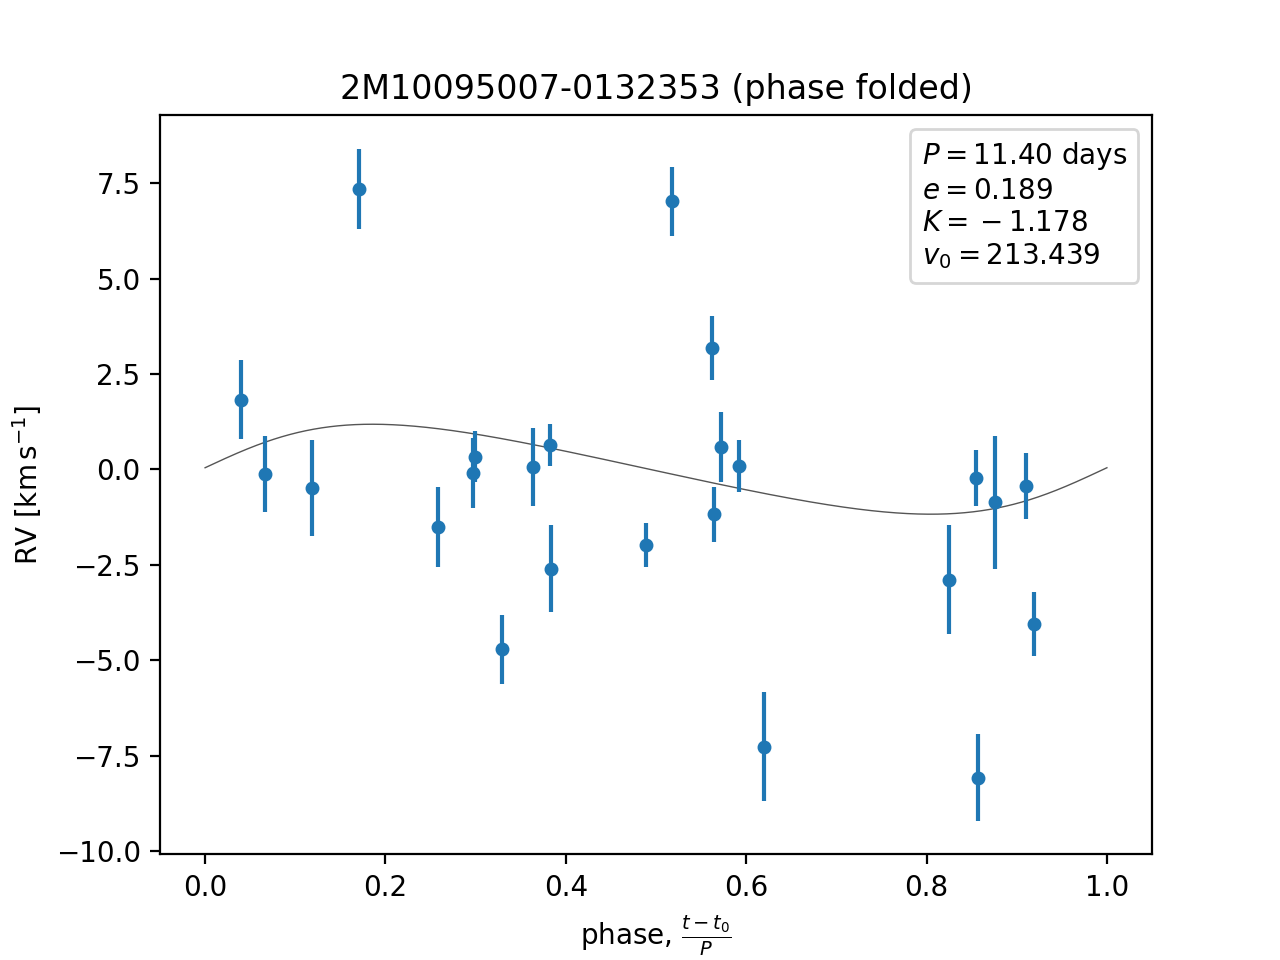 2M10095007-0132353 (phase folded)
P = 11.40 days
e = 0.189
K = −1.178
v₀ = 213.439
RV [km s⁻¹]
7.5
5.0
2.5
0.0
−2.5
−5.0
−7.5
−10.0
0.0 0.2 0.4 0.6 0.8 1.0
phase, (t − t₀)/P